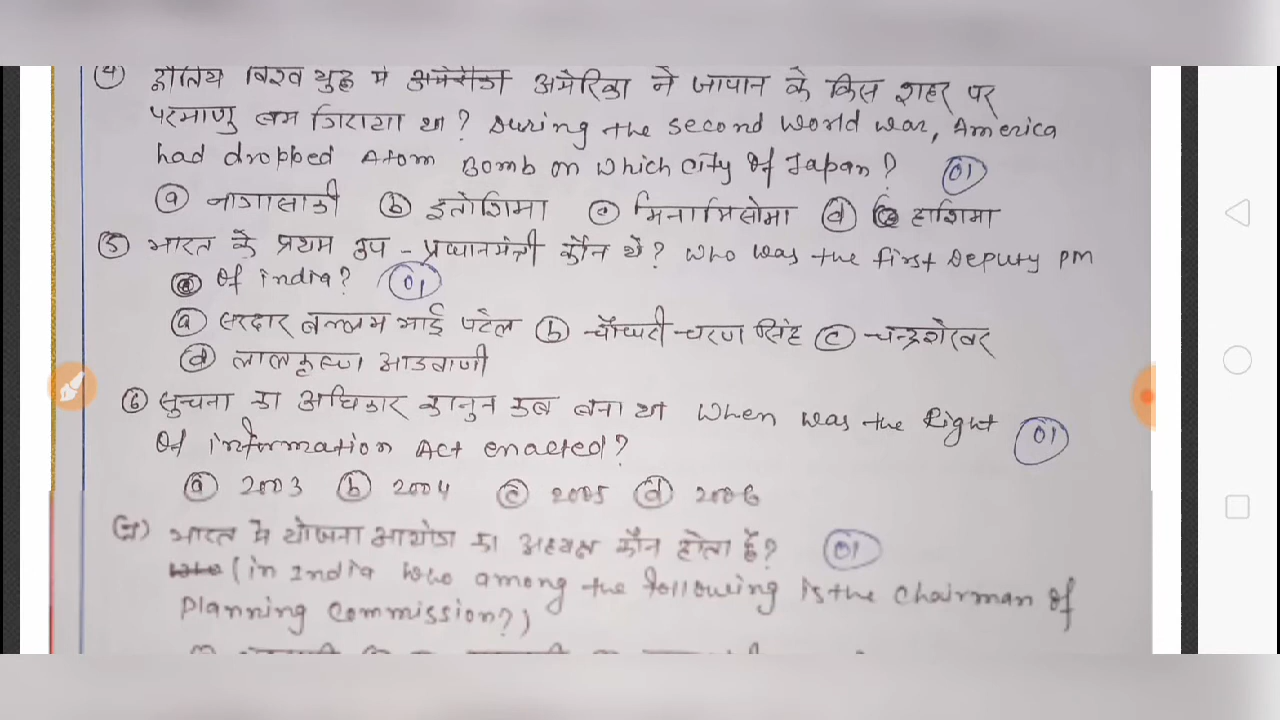 ④ द्वितिय विश्व युद्ध मे अमेरीका अमेरिका ने जापान के किस शहर पर
परमाणु बम गिराया था? During the second world war, America
had dropped Atom Bomb on which city of Japan? 01
ⓐ नागासाकी ⓑ इतोशिमा ⓒ मिनामिसोमा ⓓ हाशिमा
⑤ भारत के प्रथम उप-प्रधानमंत्री कौन थे? who was the first Deputy PM
of india? 01
ⓐ सरदार बल्लभ भाई पटेल ⓑ चौधरी चरण सिंह ⓒ चन्द्रशेखर
ⓓ लालकृष्ण आडवाणी
⑥ सुचना का अधिकार कानुन कब बना था when was the Right
of information Act enacted? 01
ⓐ 2003 ⓑ 2004 ⓒ 2005 ⓓ 2006
भारत मे योजना आयोग का अध्यक्ष कौन होता है? 01
(in India who among the following is the chairman of
planning commission?)